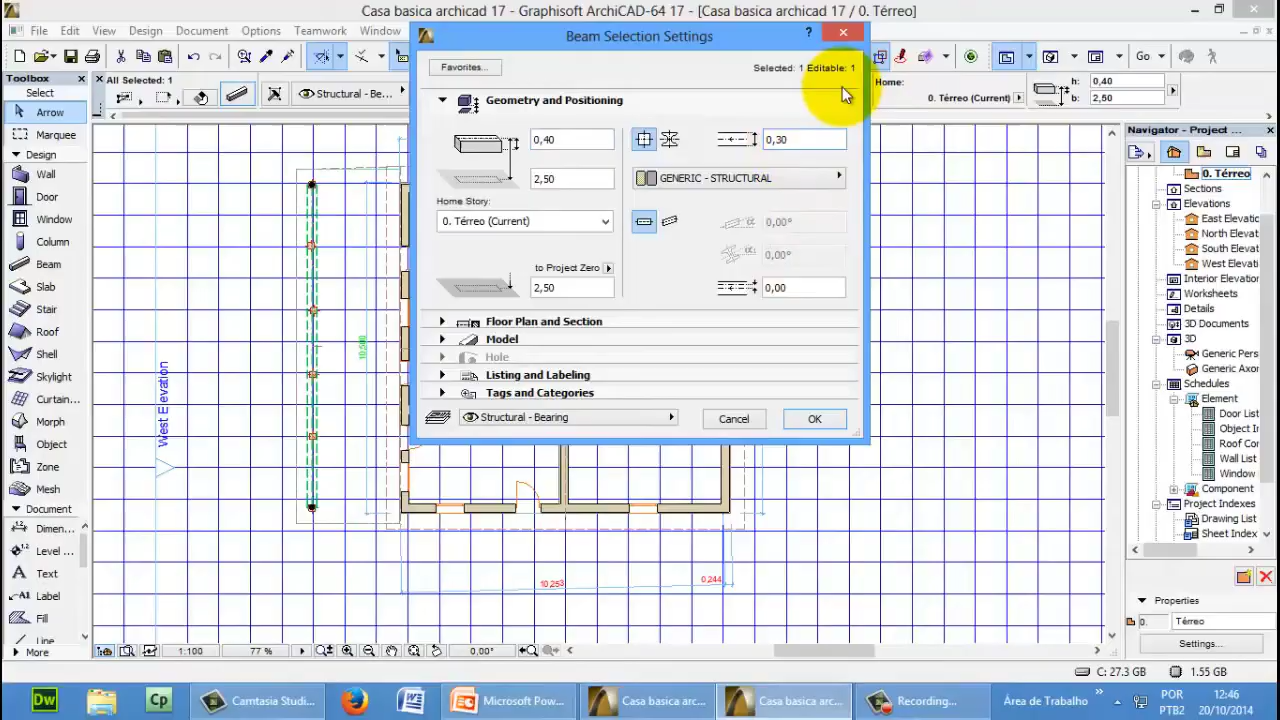 Casa basica archicad 17 - Graphisoft ArchiCAD-64 17 - [Casa basica archicad 17 / 0. Térreo]
File Edit View Design Document Options Teamwork Window
Toolbox
Select
Arrow
Marquee
Design
Wall
Door
Window
Column
Beam
Slab
Stair
Roof
Shell
Skylight
Curtain...
Morph
Object
Zone
Mesh
Document
Dimen...
Level ...
Text
Label
Fill
Line
More
All Selected: 1
Structural - Be...
Beam Selection Settings
?
Favorites...
Selected: 1 Editable: 1
Geometry and Positioning
0,40
0,30
2,50
GENERIC - STRUCTURAL
Home Story:
0. Térreo (Current)
0,00°
0,00°
to Project Zero
2,50
0,00
Floor Plan and Section
Model
Hole
Listing and Labeling
Tags and Categories
Structural - Bearing
Cancel
OK
Go
Home:
0. Térreo (Current)
h: 0,40
b: 2,50
West Elevation
10,253
0,244
Navigator - Project ...
0. Térreo
Sections
Elevations
East Elevatio
North Eleva
South Eleva
West Elevat
Interior Elevation
Worksheets
Details
3D Documents
3D
Generic Pers
Generic Axor
Schedules
Element
Door List
Object In
Roof Cor
Wall List
Window
Component
Project Indexes
Drawing List
Sheet Index
Properties
0. Térreo
Settings...
1:100
77 %
0,00°
C: 27.3 GB
1.55 GB
Dw
Cp
Camtasia Studi...
Microsoft Pow...
Casa basica arc...
Casa basica arc...
Recording...
Área de Trabalho
POR
PTB2
12:46
20/10/2014